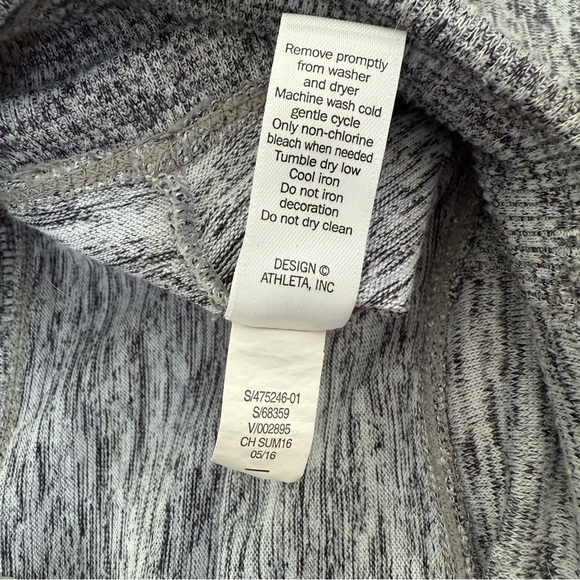 Remove promptly
from washer
and dryer
Machine wash cold
gentle cycle
Only non-chlorine
bleach when needed
Tumble dry low
Cool iron
Do not iron
decoration
Do not dry clean
DESIGN ©
ATHLETA, INC
S/475246-01
S/68359
V/002895
CH SUM16
05/16